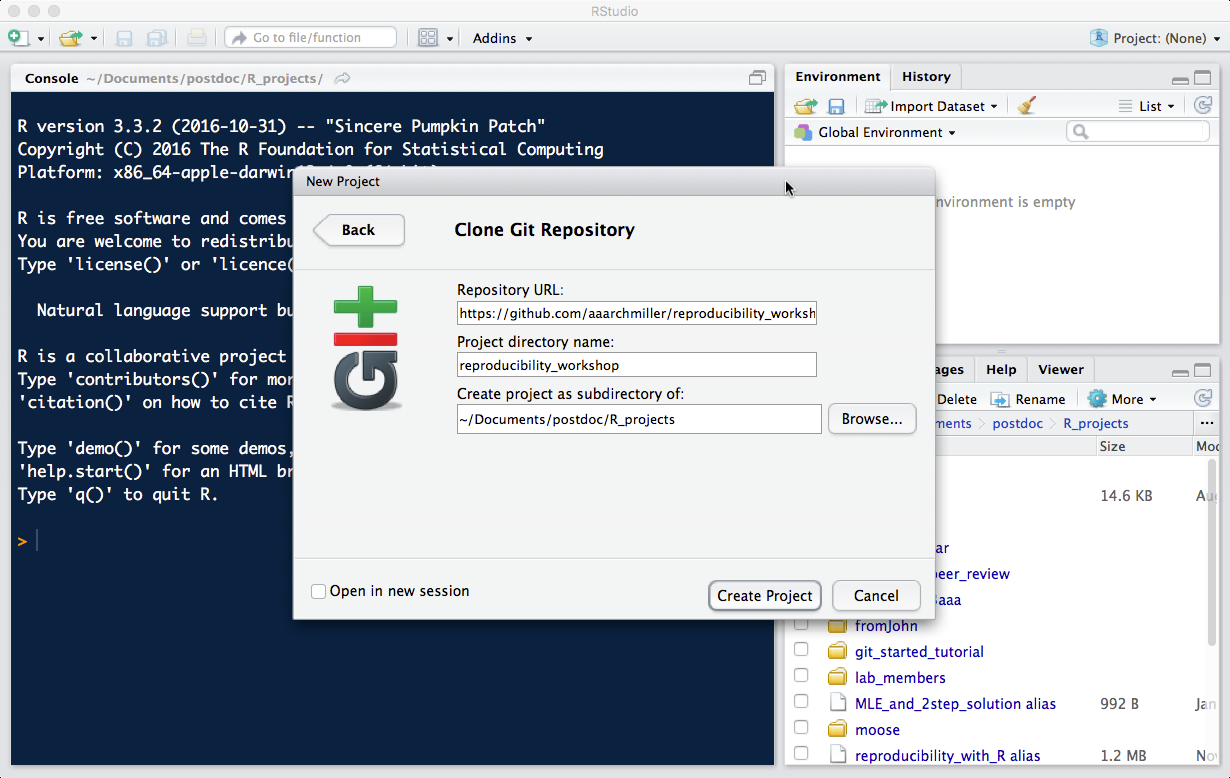 RStudio
Go to file/function
Addins
Project: (None)
Console ~/Documents/postdoc/R_projects/
R version 3.3.2 (2016-10-31) -- "Sincere Pumpkin Patch"
Copyright (C) 2016 The R Foundation for Statistical Computing
Platform: x86_64-apple-darwin
R is free software and comes
You are welcome to redistribu
Type 'license()' or 'licence(
Natural language support bu
R is a collaborative project
Type 'contributors()' for mor
'citation()' on how to cite R
Type 'demo()' for some demos,
'help.start()' for an HTML br
Type 'q()' to quit R.
>
New Project
Back
Clone Git Repository
Repository URL:
https://github.com/aaarchmiller/reproducibility_worksh
Project directory name:
reproducibility_workshop
Create project as subdirectory of:
~/Documents/postdoc/R_projects
Browse...
Open in new session
Create Project
Cancel
Environment History
Import Dataset
List
Global Environment
nvironment is empty
ages Help Viewer
Delete Rename More
ments postdoc R_projects ...
Size Mod
14.6 KB Au
ar
peer_review
aaa
fromJohn
git_started_tutorial
lab_members
MLE_and_2step_solution alias 992 B Jan
moose
reproducibility_with_R alias 1.2 MB No